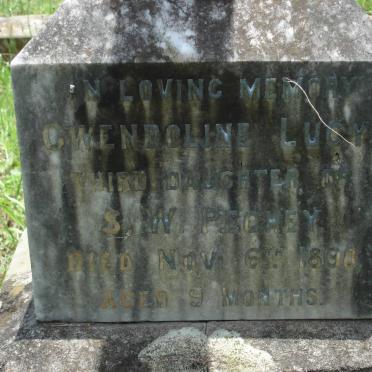 IN LOVING MEMORY
GWENDOLINE LUCY
THIRD DAUGHTER OF
S. W PECHEY
DIED NOV. 6TH 1890
AGED 9 MONTHS.